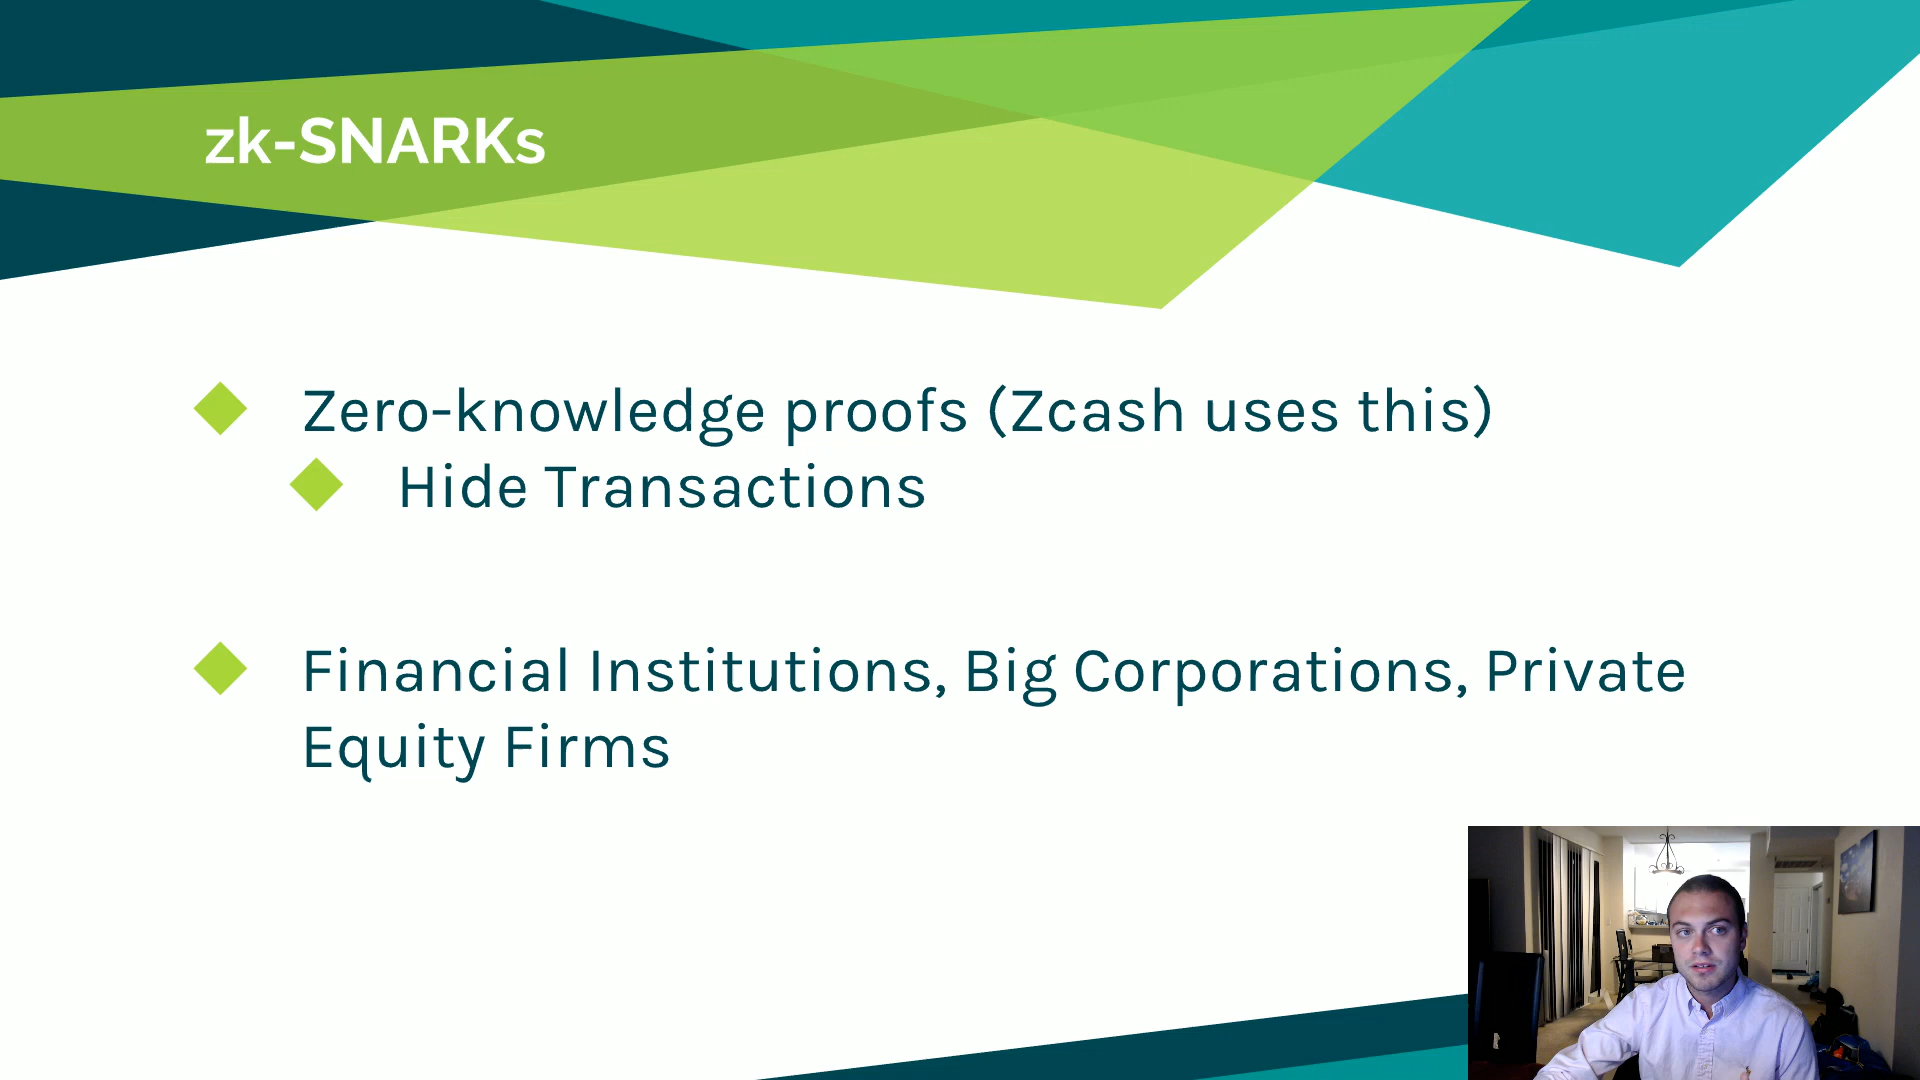 zk-SNARKs
Zero-knowledge proofs (Zcash uses this)
Hide Transactions
Financial Institutions, Big Corporations, Private
Equity Firms